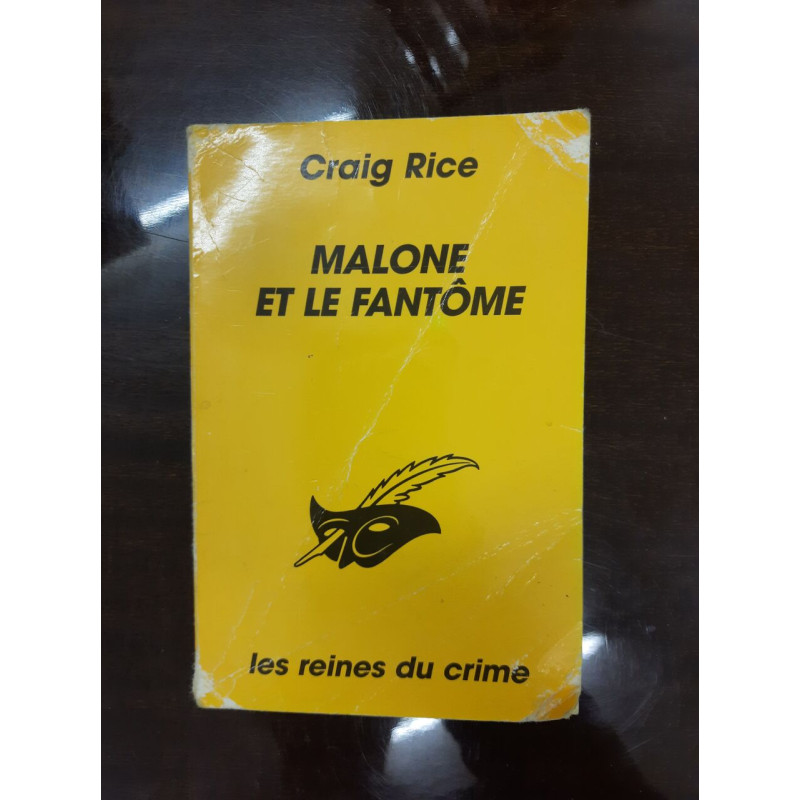 Craig Rice
MALONE
ET LE FANTÔME
les reines du crime